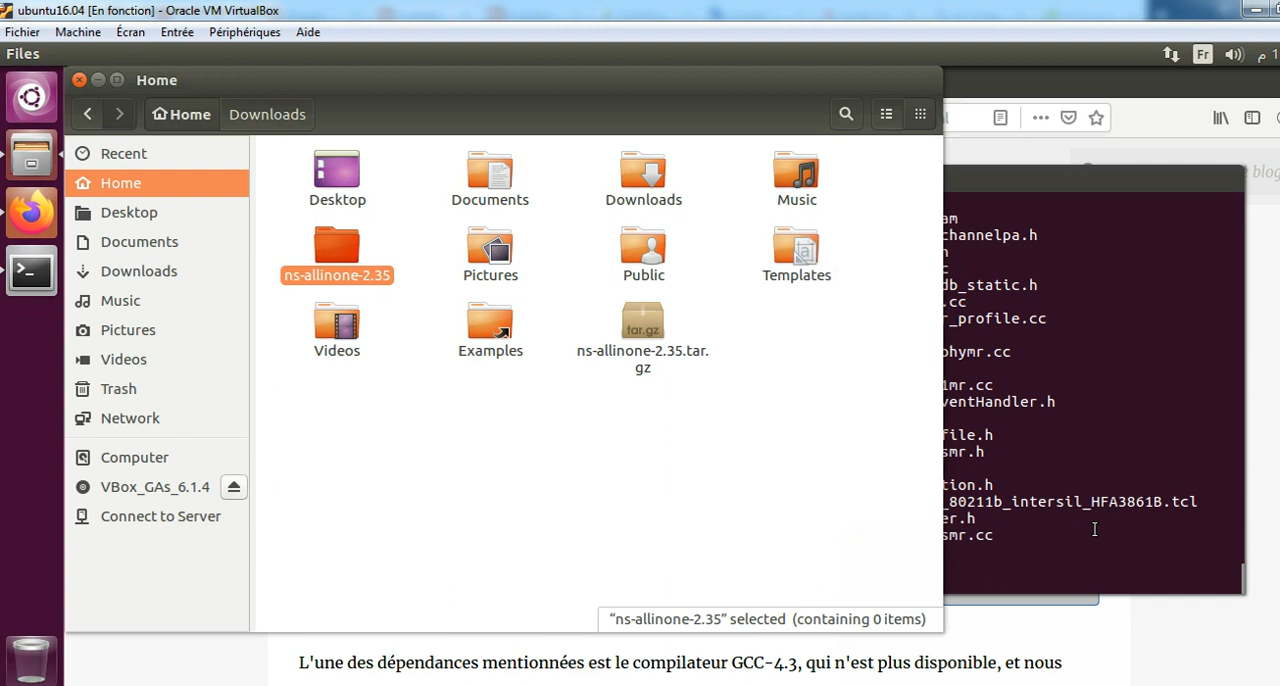 ubuntu16.04 [En fonction] - Oracle VM VirtualBox
Fichier Machine Écran Entrée Périphériques Aide
Files
Fr
م 1
Home
Home Downloads
Recent
Home
Desktop
Documents
Downloads
Music
Pictures
Videos
Trash
Network
Computer
VBox_GAs_6.1.4
Connect to Server
Desktop Documents Downloads Music
ns-allinone-2.35 Pictures Public Templates
Videos Examples tar.gz
ns-allinone-2.35.tar.
gz
"ns-allinone-2.35" selected (containing 0 items)
e blog
am
channelpa.h
h
c
db_static.h
.cc
r_profile.cc
phymr.cc
lmr.cc
ventHandler.h
file.h
smr.h
tion.h
_80211b_intersil_HFA3861B.tcl
er.h
smr.cc
L'une des dépendances mentionnées est le compilateur GCC-4.3, qui n'est plus disponible, et nous